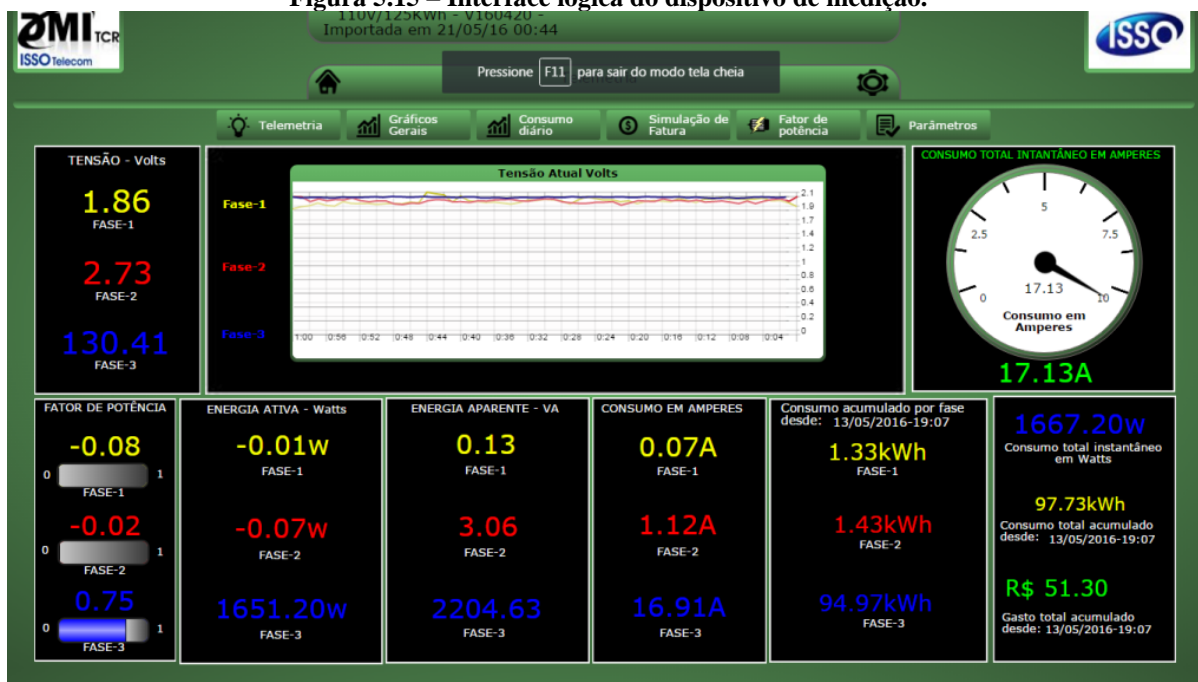 Figura 5.15 – Interface lógica do dispositivo de medição.
ƏMI TCR
ISSO Telecom
110V/125KWh - V160420 -
Importada em 21/05/16 00:44
ISSO
Pressione F11 para sair do modo tela cheia
Telemetria
Gráficos
Gerais
Consumo
diário
Simulação de
Fatura
Fator de
potência
Parâmetros
TENSÃO - Volts
1.86
FASE-1
2.73
FASE-2
130.41
FASE-3
Tensão Atual Volts
Fase-1
Fase-2
Fase-3
2.1
1.9
1.7
1.4
1.2
1
0.8
0.6
0.4
0.2
0
1:00 0:56 0:52 0:48 0:44 0:40 0:36 0:32 0:28 0:24 0:20 0:16 0:12 0:08 0:04
CONSUMO TOTAL INTANTÂNEO EM AMPERES
0
2.5
5
7.5
10
17.13
Consumo em
Amperes
17.13A
FATOR DE POTÊNCIA
-0.08
0 1
FASE-1
-0.02
0 1
FASE-2
0.75
0 1
FASE-3
ENERGIA ATIVA - Watts
-0.01w
FASE-1
-0.07w
FASE-2
1651.20w
FASE-3
ENERGIA APARENTE - VA
0.13
FASE-1
3.06
FASE-2
2204.63
FASE-3
CONSUMO EM AMPERES
0.07A
FASE-1
1.12A
FASE-2
16.91A
FASE-3
Consumo acumulado por fase
desde: 13/05/2016-19:07
1.33kWh
FASE-1
1.43kWh
FASE-2
94.97kWh
FASE-3
1667.20w
Consumo total instantâneo
em Watts
97.73kWh
Consumo total acumulado
desde: 13/05/2016-19:07
R$ 51.30
Gasto total acumulado
desde: 13/05/2016-19:07